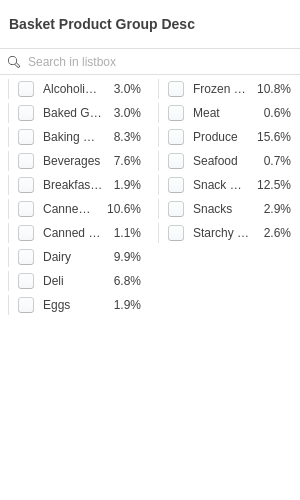 Basket Product Group Desc
Search in listbox
Alcoholi... 3.0%
Baked G... 3.0%
Baking ... 8.3%
Beverages 7.6%
Breakfas... 1.9%
Canne... 10.6%
Canned ... 1.1%
Dairy 9.9%
Deli 6.8%
Eggs 1.9%
Frozen ... 10.8%
Meat 0.6%
Produce 15.6%
Seafood 0.7%
Snack ... 12.5%
Snacks 2.9%
Starchy ... 2.6%